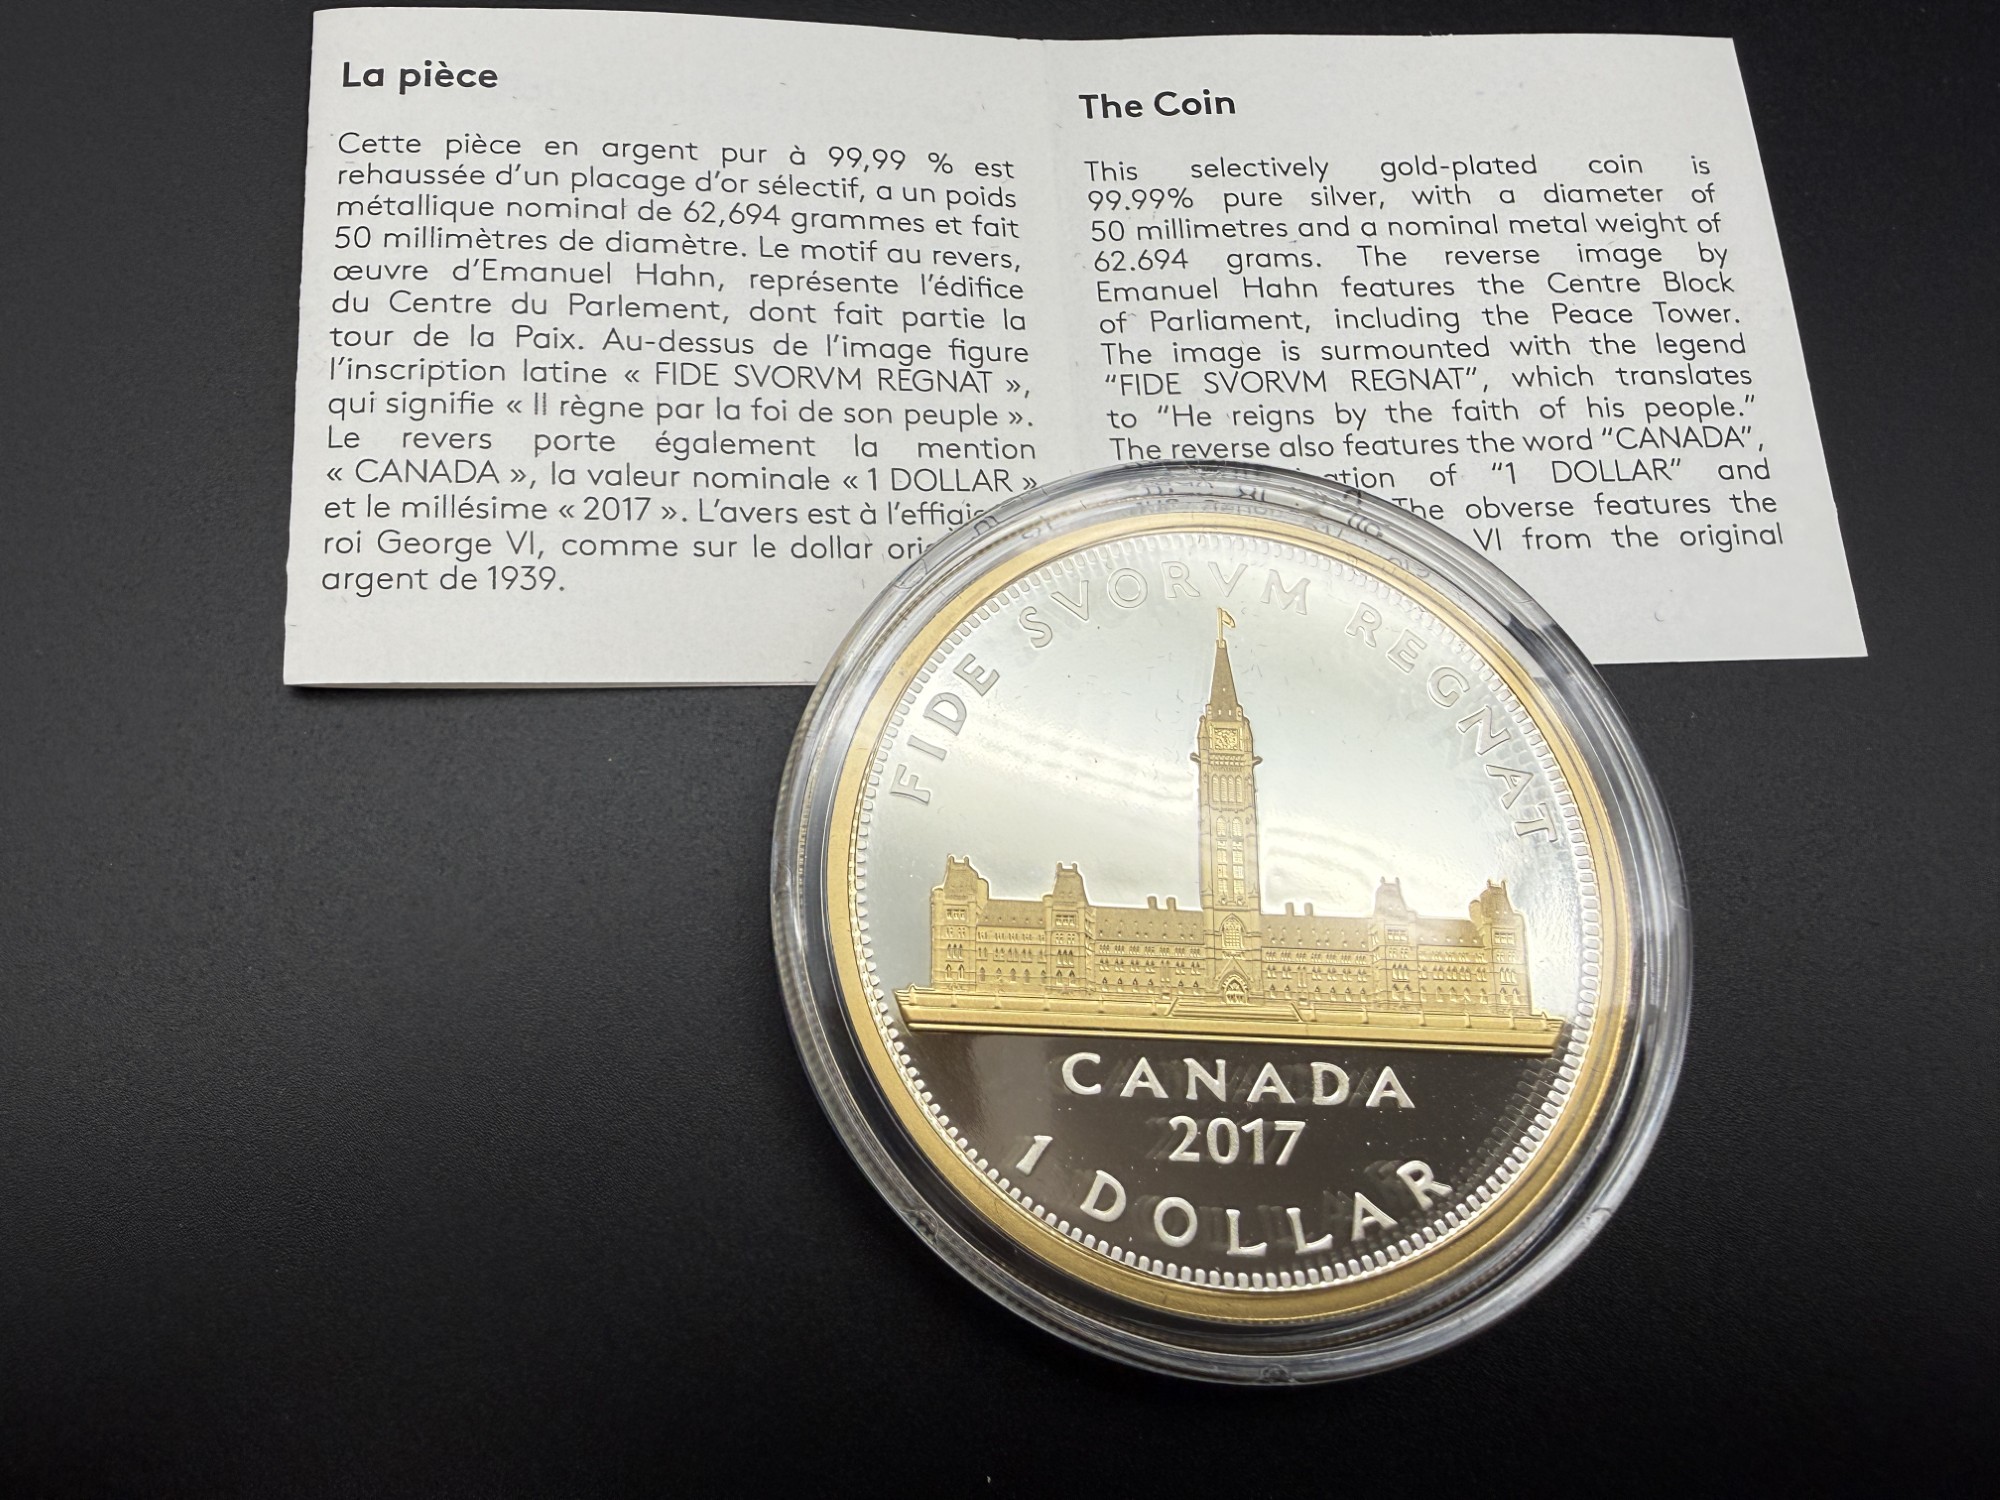 La pièce
Cette pièce en argent pur à 99,99 % est
rehaussée d'un placage d'or sélectif, a un poids
métallique nominal de 62,694 grammes et fait
50 millimètres de diamètre. Le motif au revers,
œuvre d'Emanuel Hahn, représente l'édifice
du Centre du Parlement, dont fait partie la
tour de la Paix. Au-dessus de l'image figure
l'inscription latine « FIDE SVORVM REGNAT »,
qui signifie « Il règne par la foi de son peuple ».
Le revers porte également la mention
« CANADA », la valeur nominale « 1 DOLLAR »
et le millésime « 2017 ». L'avers est à
roi George VI, comme sur le dollar
argent de 1939.
The Coin
This selectively gold-plated coin is
99.99% pure silver, with a diameter of
50 millimetres and a nominal metal weight of
62.694 grams. The reverse image by
Emanuel Hahn features the Centre Block
of Parliament, including the Peace Tower.
The image is surmounted with the legend
"FIDE SVORVM REGNAT", which translates
to "He reigns by the faith of his people."
The reverse also features the word "CANADA",
of "1 DOLLAR" and
The obverse features the
VI from the original
FIDE SVORVM REGNAT
CANADA
2017
1 DOLLAR